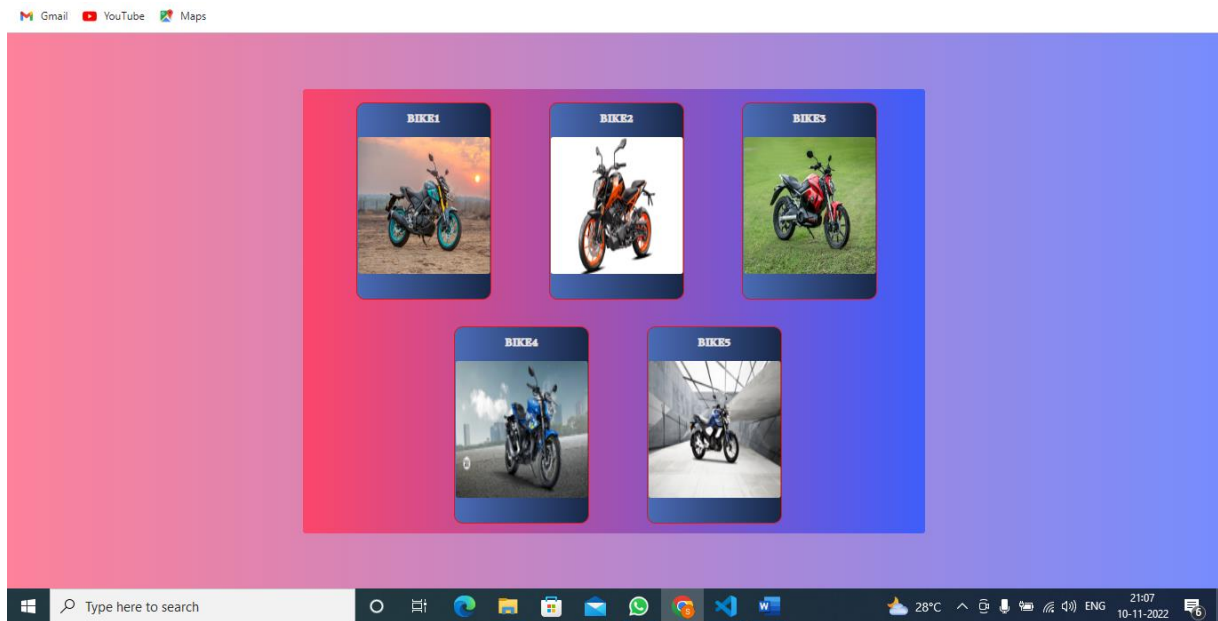 Gmail YouTube Maps
BIKE1 BIKE2 BIKE3
BIKE4 BIKE5
Type here to search 28°C ENG 21:07
10-11-2022 6